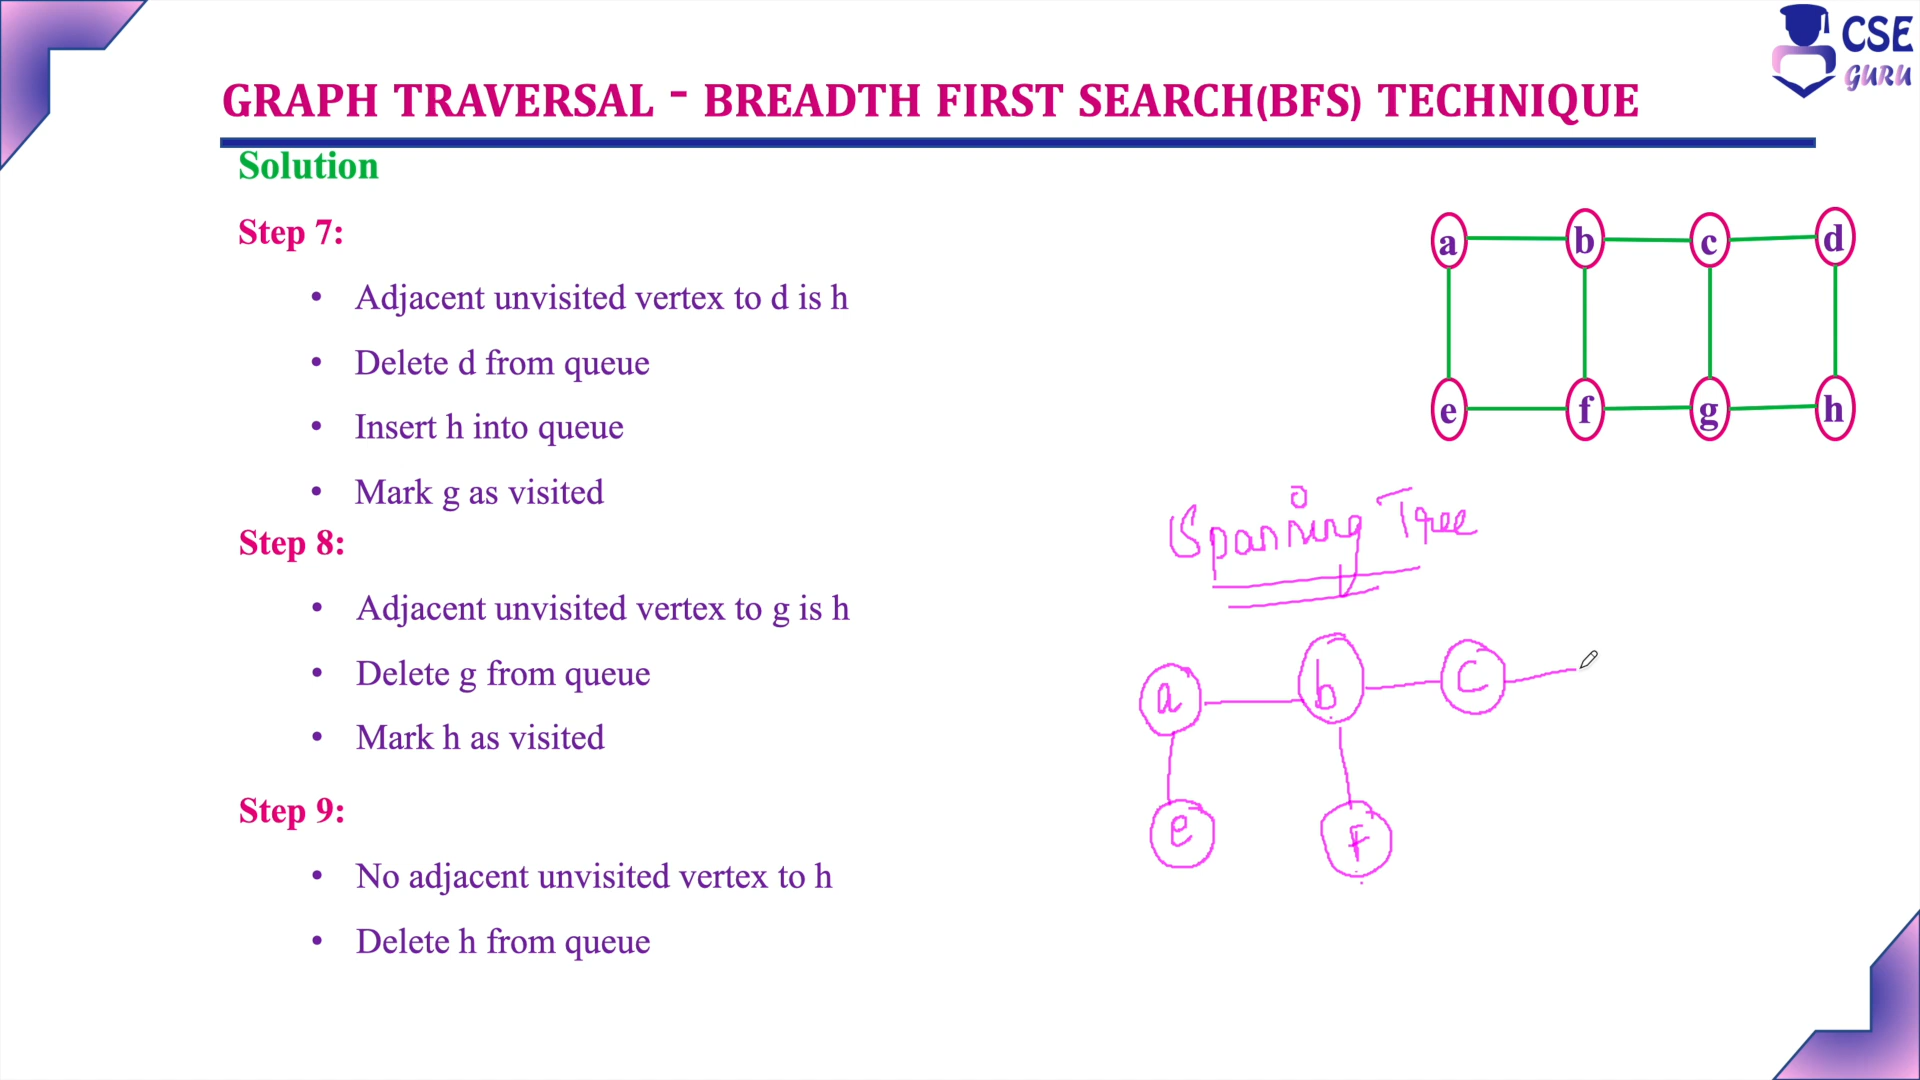 CSE
GURU
GRAPH TRAVERSAL - BREADTH FIRST SEARCH(BFS) TECHNIQUE
Solution
Step 7:
• Adjacent unvisited vertex to d is h
• Delete d from queue
• Insert h into queue
• Mark g as visited
Step 8:
• Adjacent unvisited vertex to g is h
• Delete g from queue
• Mark h as visited
Step 9:
• No adjacent unvisited vertex to h
• Delete h from queue
a b c d
e f g h
Spanning Tree
a b c
e f